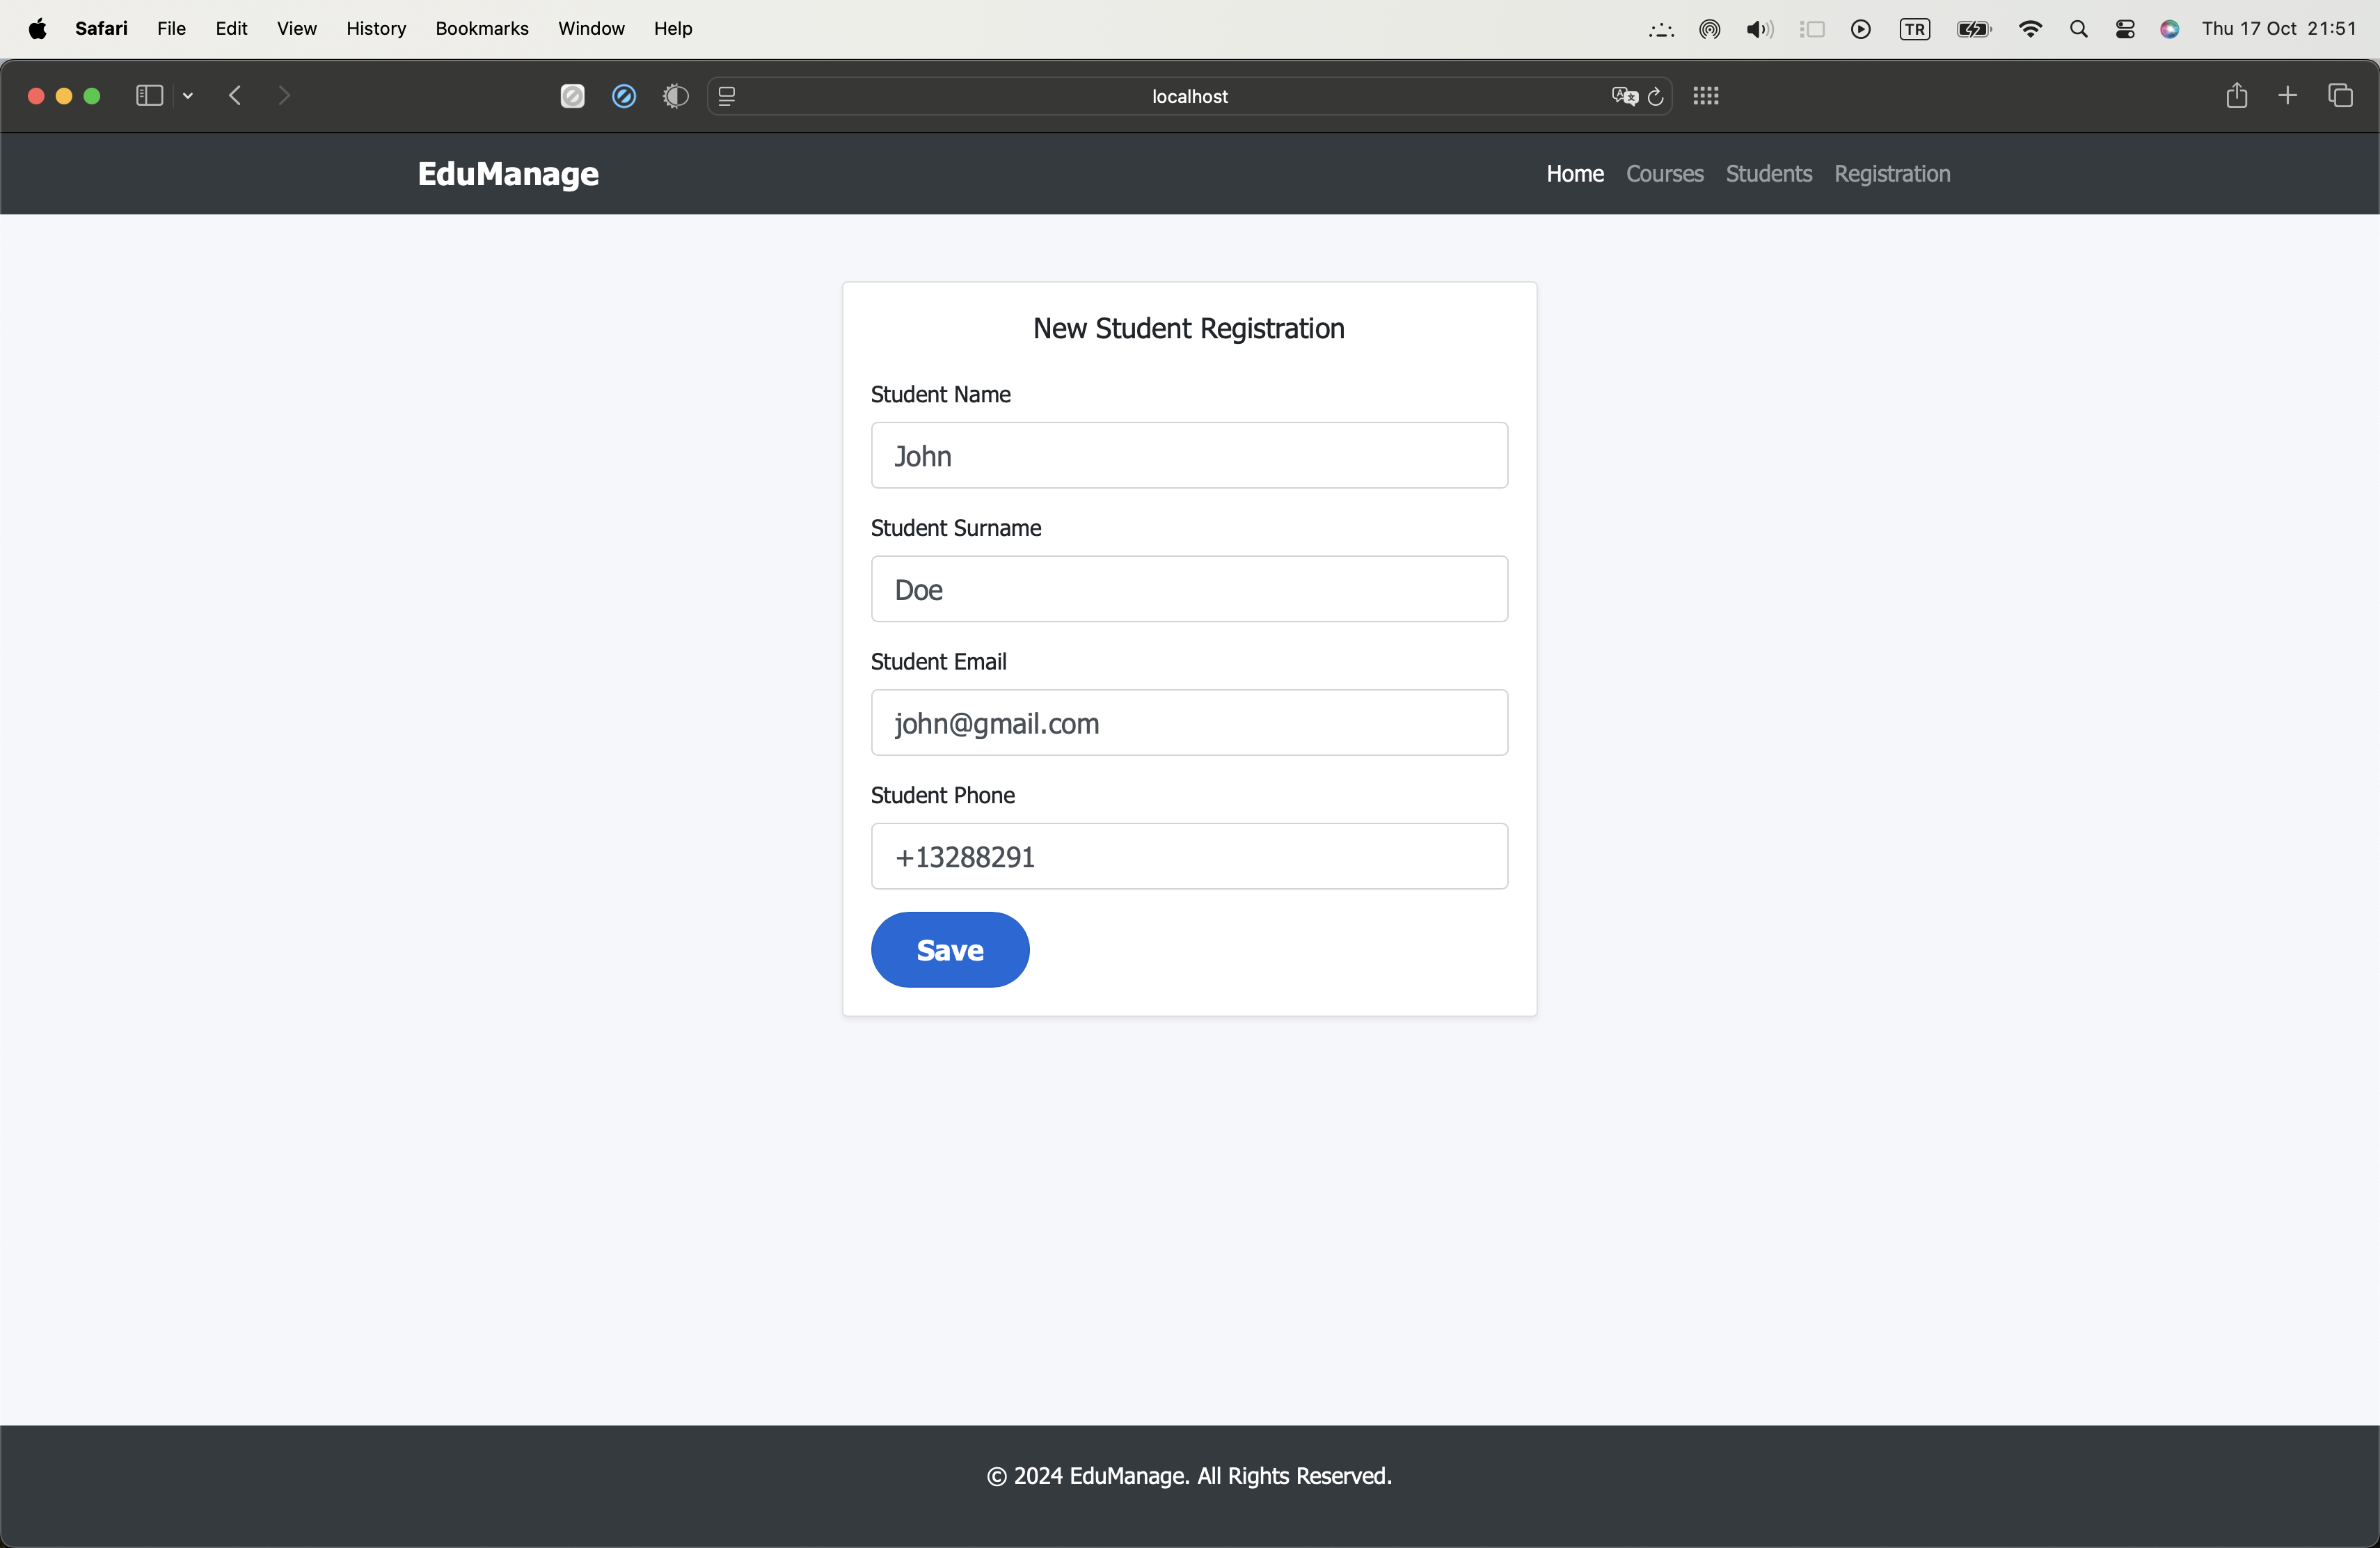 Safari File Edit View History Bookmarks Window Help TR Thu 17 Oct 21:51
localhost
EduManage Home Courses Students Registration
New Student Registration
Student Name
John
Student Surname
Doe
Student Email
john@gmail.com
Student Phone
+13288291
Save
© 2024 EduManage. All Rights Reserved.